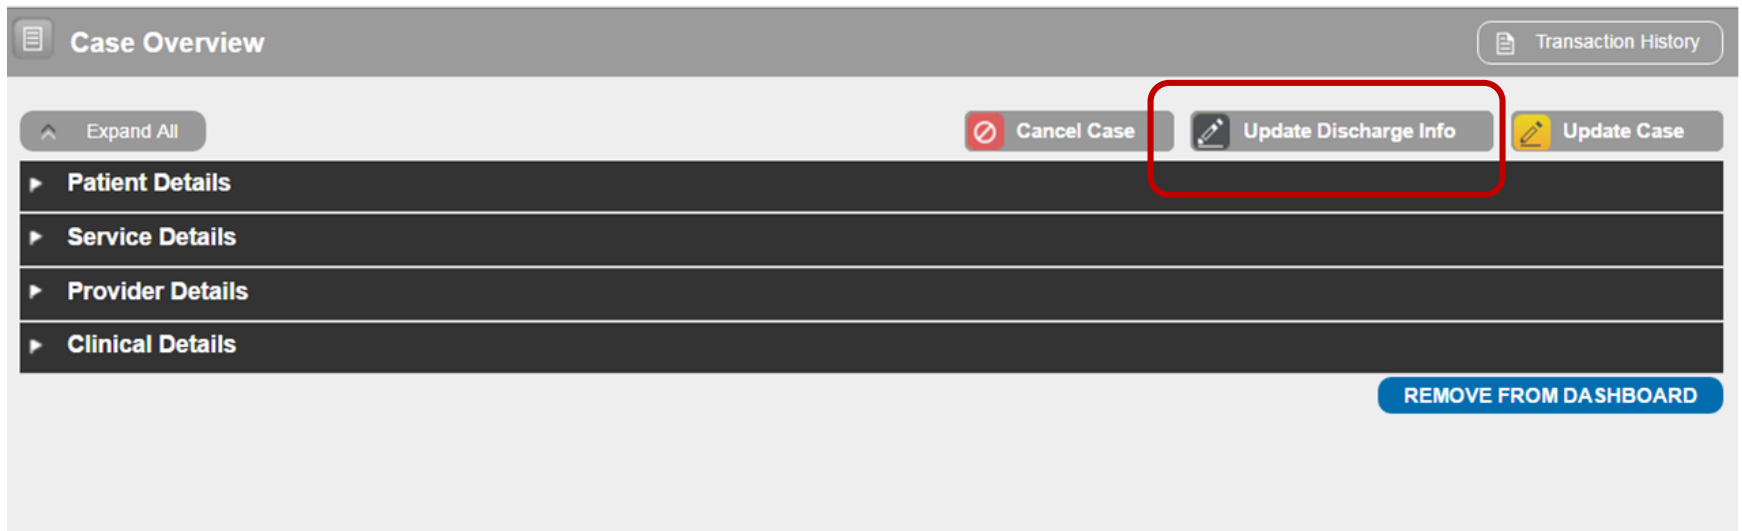 Case Overview
Transaction History
Expand All
Cancel Case
Update Discharge Info
Update Case
Patient Details
Service Details
Provider Details
Clinical Details
REMOVE FROM DASHBOARD